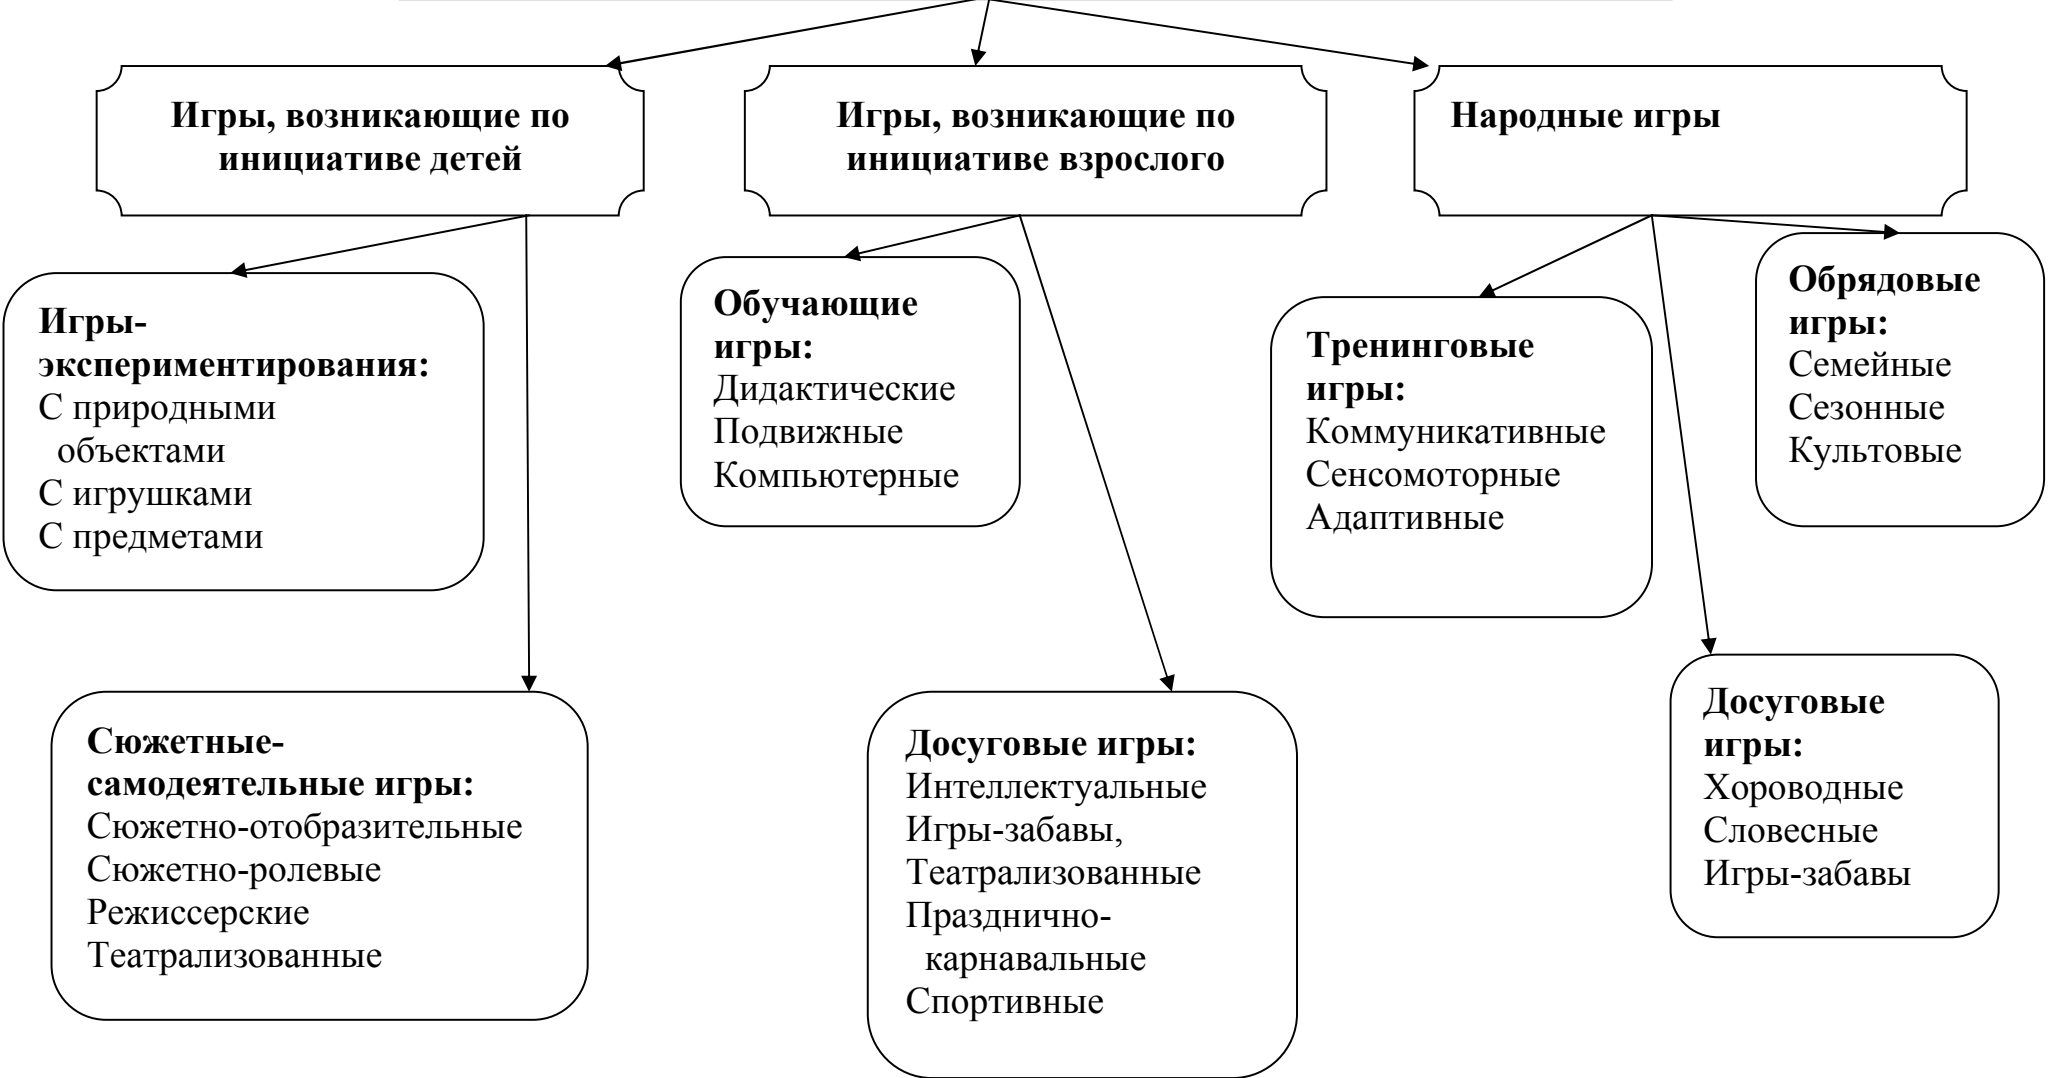 Игры, возникающие по
инициативе детей
Игры, возникающие по
инициативе взрослого
Народные игры
Игры-
экспериментирования:
С природными
объектами
С игрушками
С предметами
Обучающие
игры:
Дидактические
Подвижные
Компьютерные
Тренинговые
игры:
Коммуникативные
Сенсомоторные
Адаптивные
Обрядовые
игры:
Семейные
Сезонные
Культовые
Сюжетные-
самодеятельные игры:
Сюжетно-отобразительные
Сюжетно-ролевые
Режиссерские
Театрализованные
Досуговые игры:
Интеллектуальные
Игры-забавы,
Театрализованные
Празднично-
карнавальные
Спортивные
Досуговые
игры:
Хороводные
Словесные
Игры-забавы